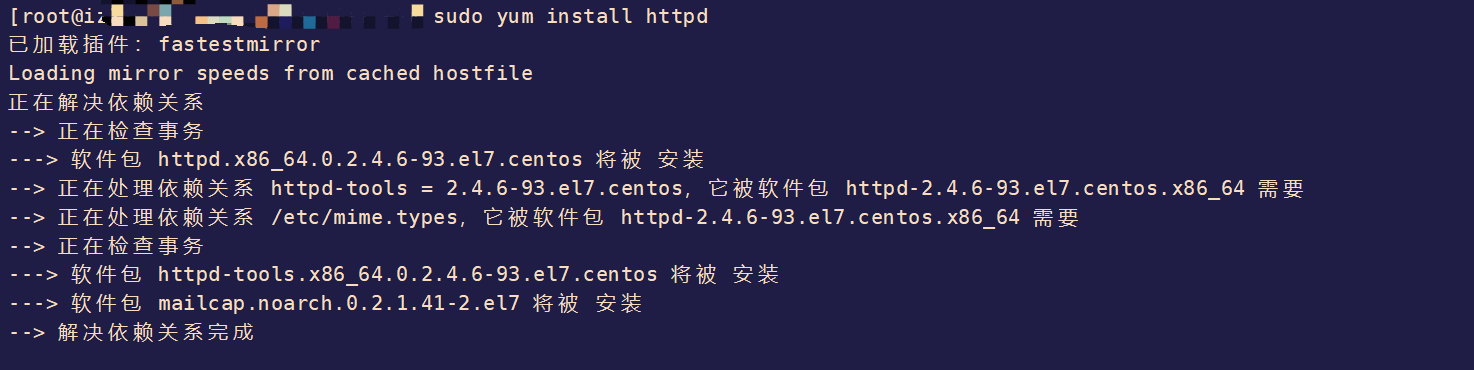 [root@iz sudo yum install httpd
已加载插件：fastestmirror
Loading mirror speeds from cached hostfile
正在解决依赖关系
--> 正在检查事务
---> 软件包 httpd.x86_64.0.2.4.6-93.el7.centos 将被 安装
--> 正在处理依赖关系 httpd-tools = 2.4.6-93.el7.centos，它被软件包 httpd-2.4.6-93.el7.centos.x86_64 需要
--> 正在处理依赖关系 /etc/mime.types，它被软件包 httpd-2.4.6-93.el7.centos.x86_64 需要
--> 正在检查事务
---> 软件包 httpd-tools.x86_64.0.2.4.6-93.el7.centos 将被 安装
---> 软件包 mailcap.noarch.0.2.1.41-2.el7 将被 安装
--> 解决依赖关系完成